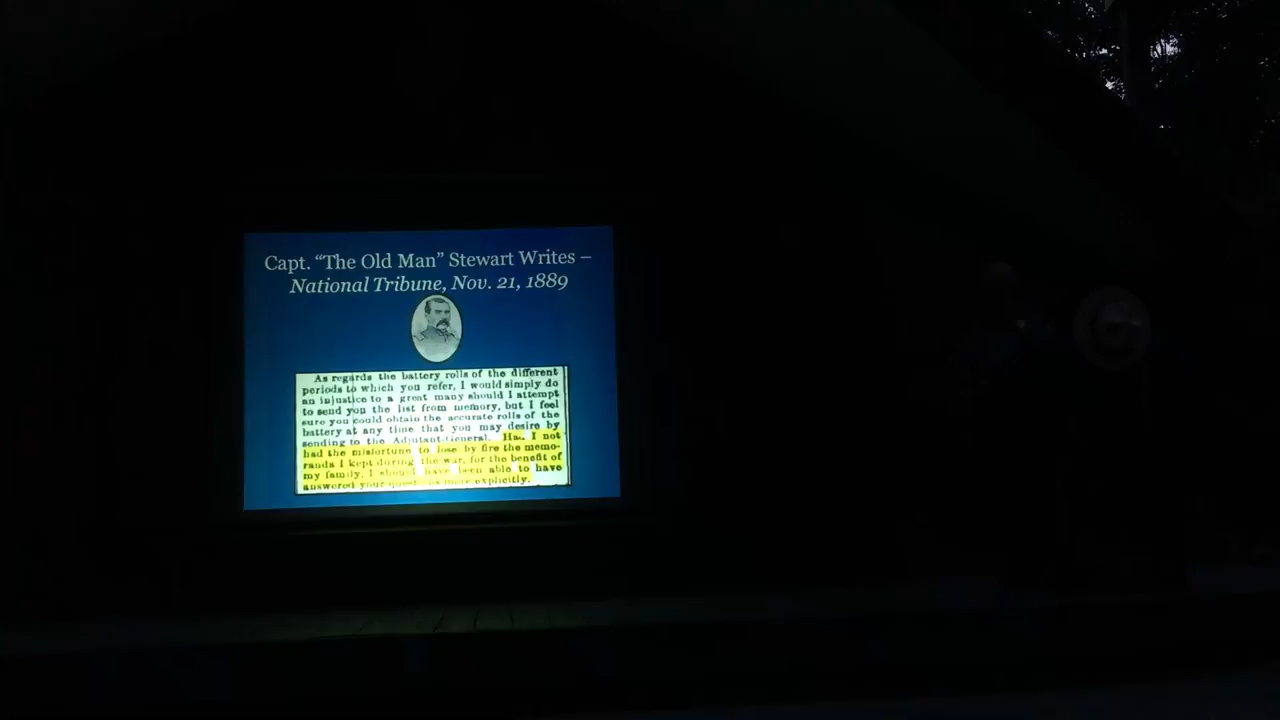 Capt. “The Old Man” Stewart Writes –
National Tribune, Nov. 21, 1889
As regards the battery rolls of the different
periods to which you refer, I would simply do
an injustice to a great many should I attempt
to send you the list from memory, but I feel
sure you could obtain the accurate rolls of the
battery at any time that you may desire by
sending to the Adjutant-General. Had I not
had the misfortune to lose by fire the memo-
randa I kept during the war, for the benefit of
my family, I should have been able to have
answered your questions more explicitly.